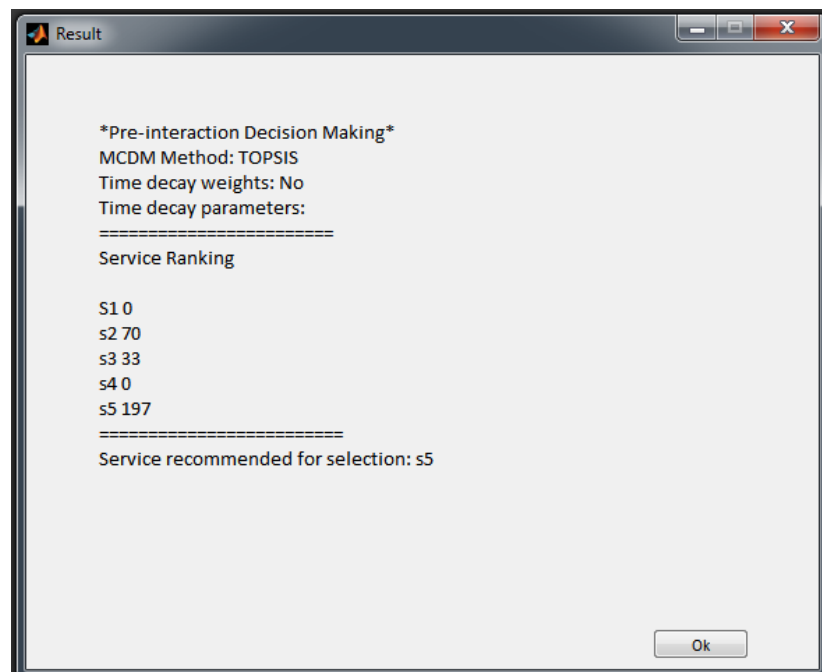 Result
*Pre-interaction Decision Making*
MCDM Method: TOPSIS
Time decay weights: No
Time decay parameters:
========================
Service Ranking
S1 0
s2 70
s3 33
s4 0
s5 197
=========================
Service recommended for selection: s5
Ok